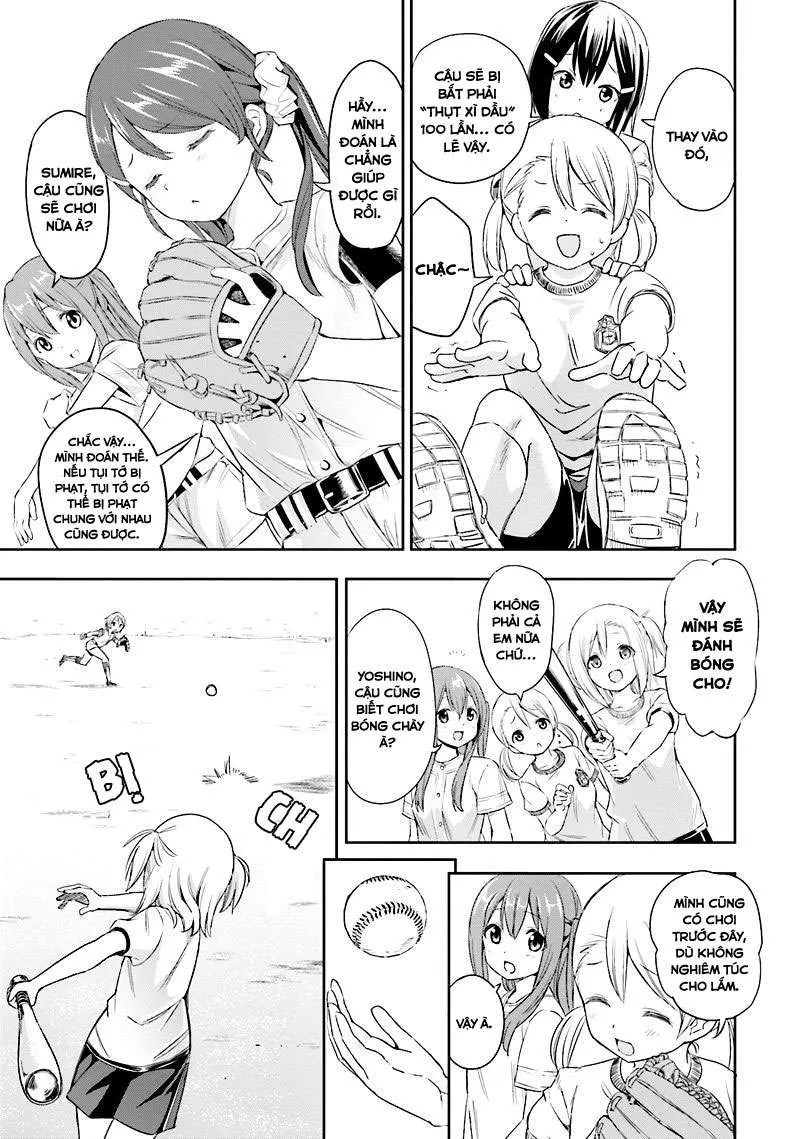 THAY VÀO
ĐÓ,
CẬU SẼ BỊ
BẮT PHẢI
“THỤT XÌ DẦU”
100 LẦN... CÓ
LẼ VẬY.
CHẬC~
HẦY...
MÌNH
ĐOÁN LÀ
CHẲNG
GIÚP
ĐƯỢC GÌ
RỒI.
SUMIRE,
CẬU CŨNG
SẼ CHƠI
NỮA À?
CHẮC VẬY...
MÌNH ĐOÁN THẾ.
NẾU TỤI TỚ BỊ
PHẠT, TỤI TỚ CÓ
THỂ BỊ PHẠT
CHUNG VỚI NHAU
CŨNG ĐƯỢC.
VẬY
MÌNH SẼ
ĐÁNH
BÓNG
CHO!
KHÔNG
PHẢI CẢ
EM NỮA
CHỨ...
YOSHINO,
CẬU CŨNG
BIẾT CHƠI
BÓNG CHÀY
À?
BỊ!
CH
MÌNH CŨNG
CÓ CHƠI
TRƯỚC ĐÂY,
DÙ KHÔNG
NGHIÊM TÚC
CHO LẮM.
VẬY À.